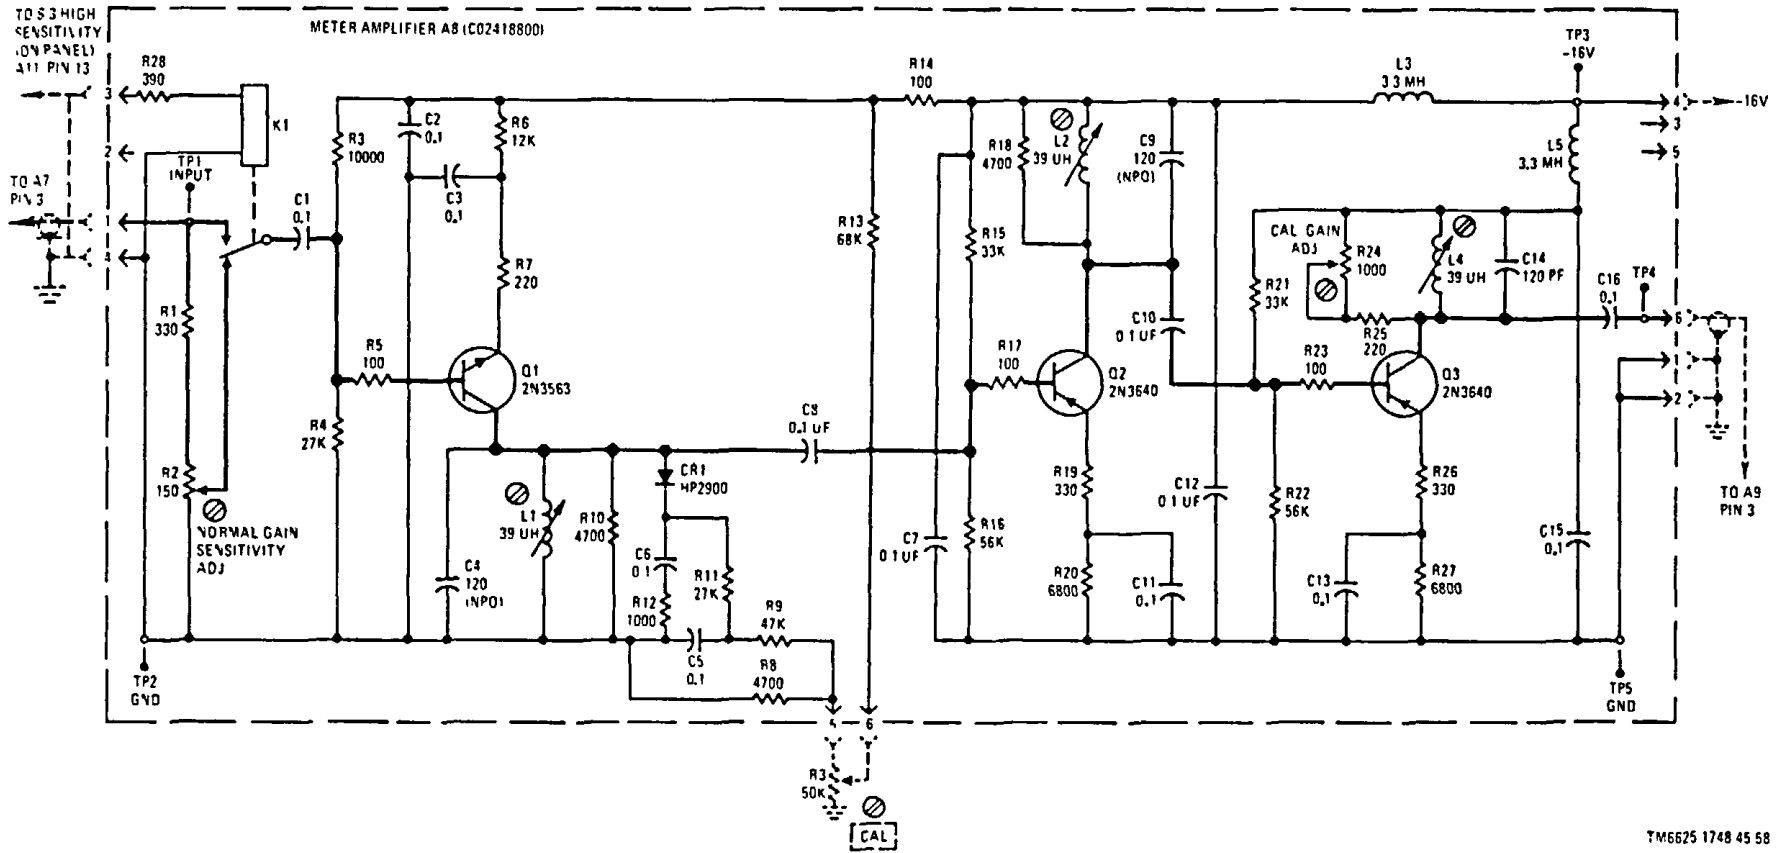 TO S 3 HIGH
SENSITIVITY
(ON PANEL)
A11 PIN 13
METER AMPLIFIER A8 (C02418800)
R28
390
3
K1
2
TP1
INPUT
TO A7
PIN 3
1
4
C1
0.1
R1
330
R2
150
NORMAL GAIN
SENSITIVITY
ADJ
TP2
GND
R3
10000
C2
0.1
R6
12K
C3
0.1
R7
220
R5
100
Q1
2N3563
R4
27K
C4
120
(NPO)
L1
39 UH
R10
4700
CR1
HP2900
C6
0.1
R11
27K
R12
1000
C5
0.1
R9
47K
R8
4700
C8
0.1 UF
R13
68K
R14
100
5
6
R3
50K
CAL
R15
33K
R18
4700
L2
39 UH
C9
120
(NPO)
C10
0.1 UF
R17
100
Q2
2N3640
C7
0.1 UF
R16
56K
R19
330
R20
6800
C11
0.1
C12
0.1 UF
R21
33K
CAL GAIN
ADJ
R24
1000
L4
39 UH
C14
120 PF
R25
220
R23
100
Q3
2N3640
R22
56K
R26
330
C13
0.1
R27
6800
L3
3.3 MH
TP3
-16V
L5
3.3 MH
C15
0.1
C16
0.1
TP4
4
-16V
3
5
6
1
2
TO A9
PIN 3
TP5
GND
TM6625 1748 45 58